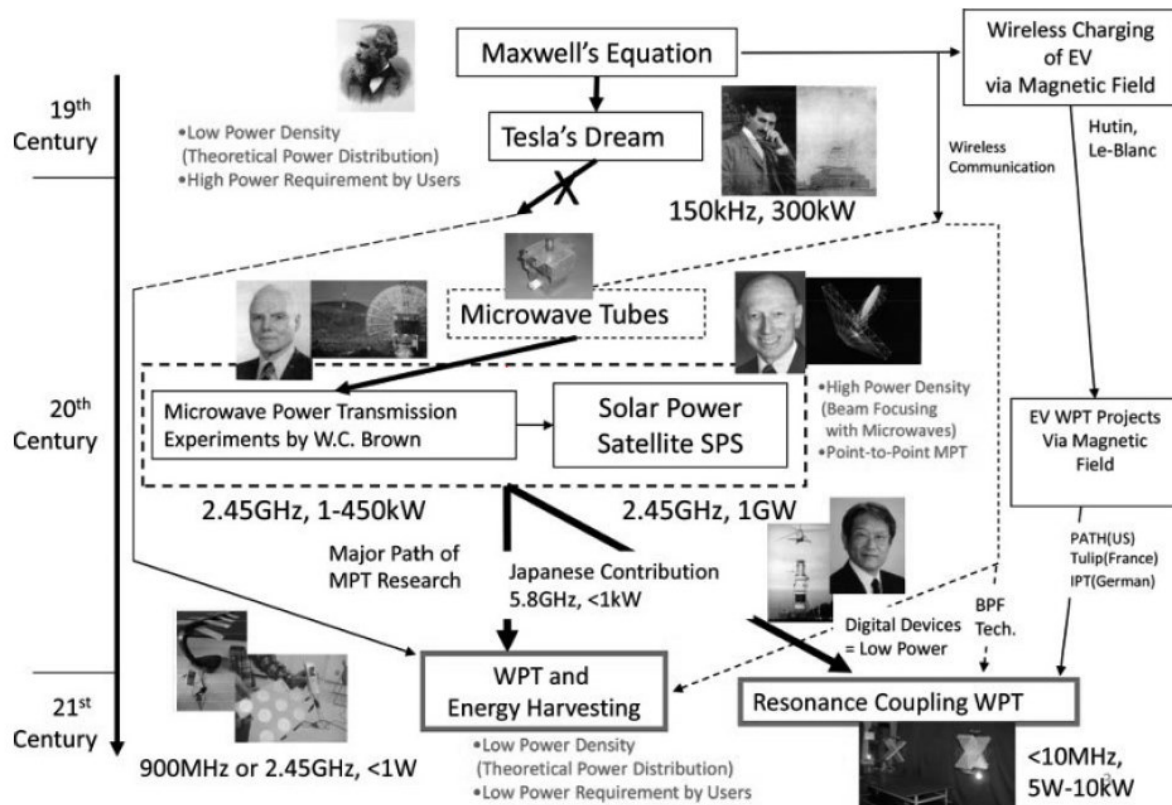 Maxwell's Equation
Wireless Charging
of EV
via Magnetic Field
19th
Century
•Low Power Density
(Theoretical Power Distribution)
•High Power Requirement by Users
Tesla's Dream
X
Wireless
Communication
Hutin,
Le-Blanc
150kHz, 300kW
Microwave Tubes
20th
Century
Microwave Power Transmission
Experiments by W.C. Brown
Solar Power
Satellite SPS
•High Power Density
(Beam Focusing
with Microwaves)
•Point-to-Point MPT
EV WPT Projects
Via Magnetic
Field
2.45GHz, 1-450kW
2.45GHz, 1GW
Major Path of
MPT Research
Japanese Contribution
5.8GHz, <1kW
PATH(US)
Tulip(France)
IPT(German)
Digital Devices
= Low Power
BPF
Tech.
21st
Century
WPT and
Energy Harvesting
Resonance Coupling WPT
900MHz or 2.45GHz, <1W
•Low Power Density
(Theoretical Power Distribution)
•Low Power Requirement by Users
<10MHz,
5W-10kW